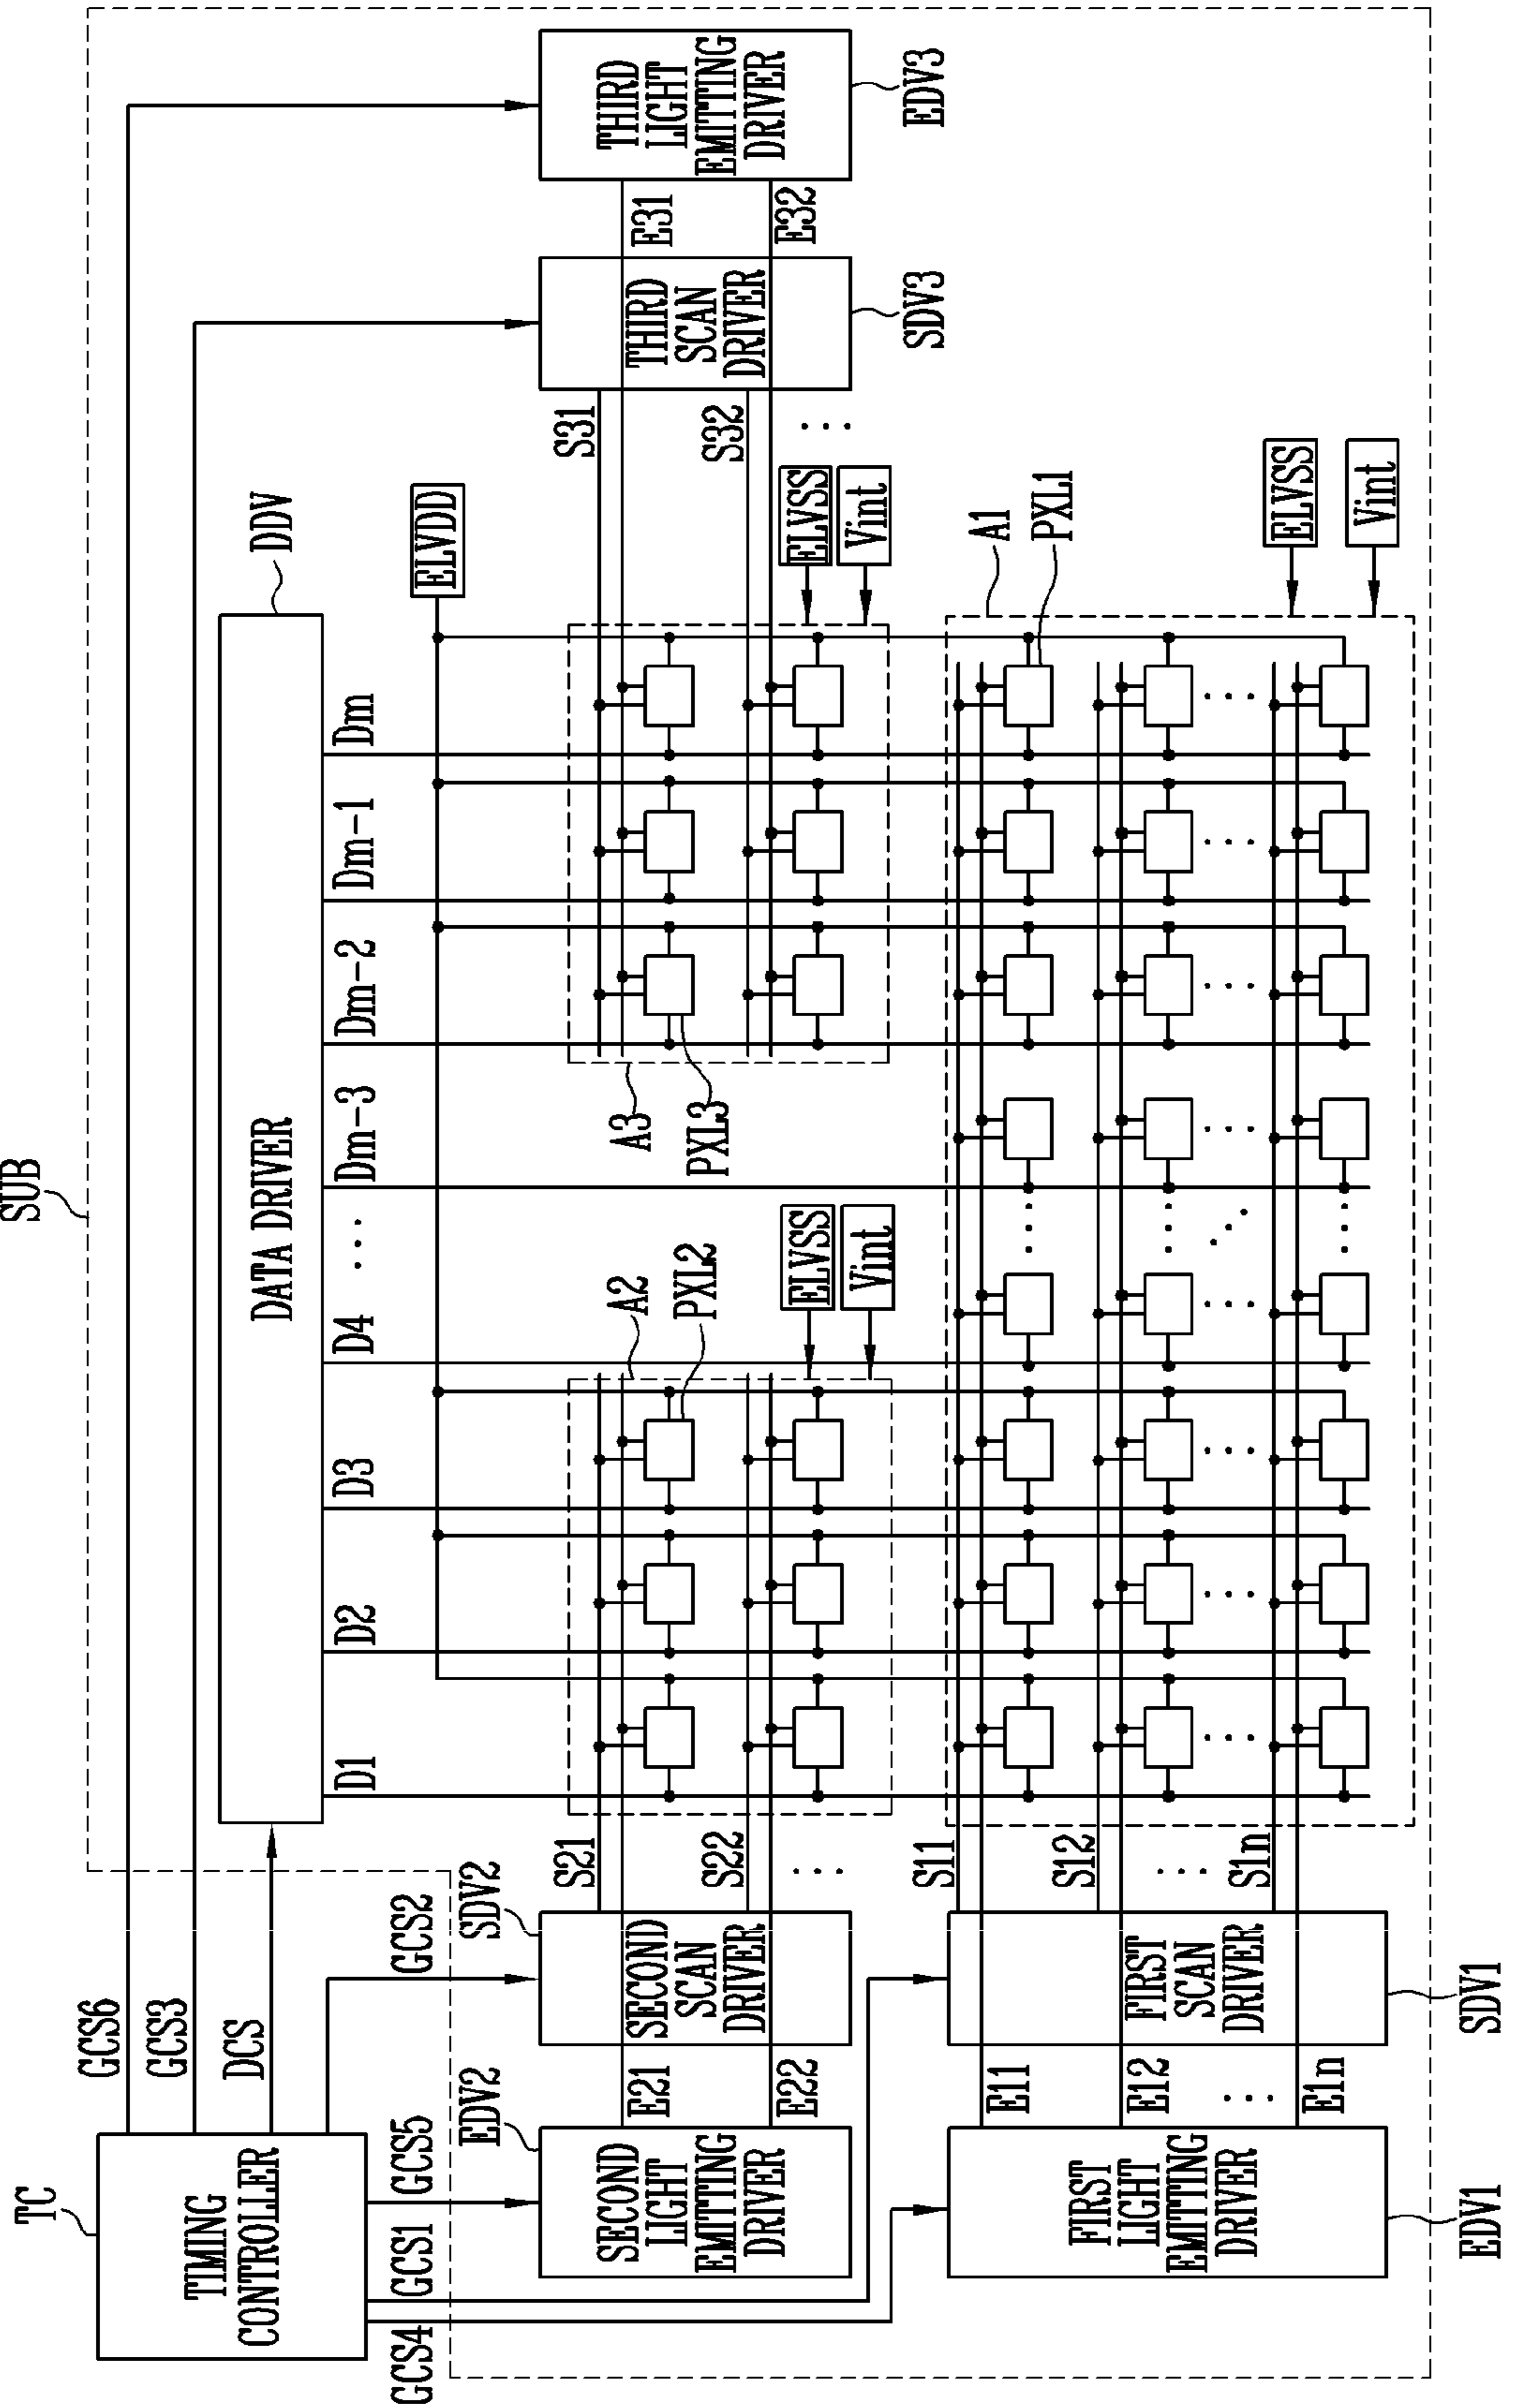 SUB
TC
TIMING
CONTROLLER
GCS6
GCS3
DCS
GCS2
GCS5
GCS1
GCS4
DATA DRIVER
DDV
D1
D2
D3
D4
...
Dm-3
Dm-2
Dm-1
Dm
ELVDD
EDV2
SECOND
LIGHT
EMITTING
DRIVER
E21
E22
SDV2
SECOND
SCAN
DRIVER
S21
S22
...
A2
PXL2
ELVSS
Vint
A3
PXL3
ELVSS
Vint
S31
S32
...
THIRD
SCAN
DRIVER
SDV3
E31
E32
THIRD
LIGHT
EMITTING
DRIVER
EDV3
FIRST
LIGHT
EMITTING
DRIVER
EDV1
E11
E12
...
E1n
FIRST
SCAN
DRIVER
SDV1
S11
S12
...
S1n
A1
PXL1
ELVSS
Vint